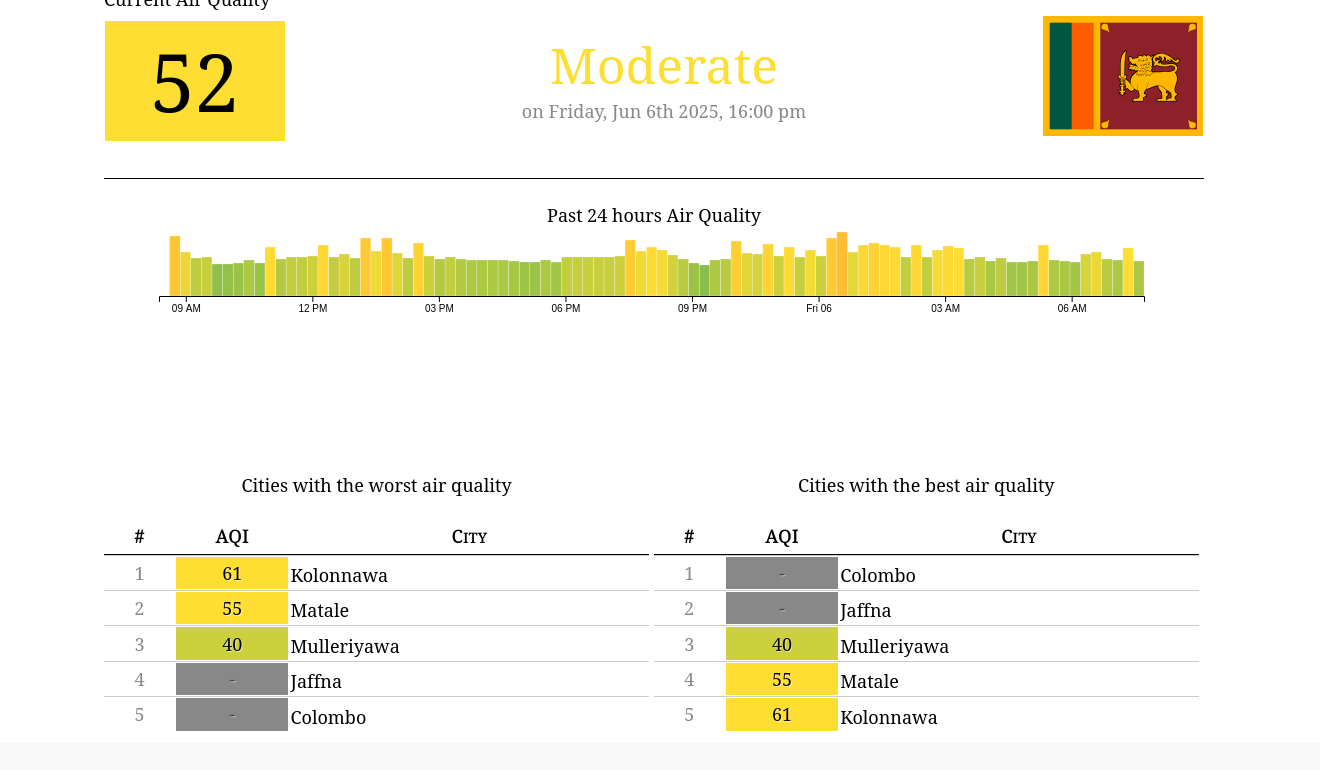 Current Air Quality
52
Moderate
on Friday, Jun 6th 2025, 16:00 pm
Past 24 hours Air Quality
09 AM 12 PM 03 PM 06 PM 09 PM Fri 06 03 AM 06 AM
Cities with the worst air quality
# AQI City
1 61 Kolonnawa
2 55 Matale
3 40 Mulleriyawa
4 - Jaffna
5 - Colombo
Cities with the best air quality
# AQI City
1 - Colombo
2 - Jaffna
3 40 Mulleriyawa
4 55 Matale
5 61 Kolonnawa